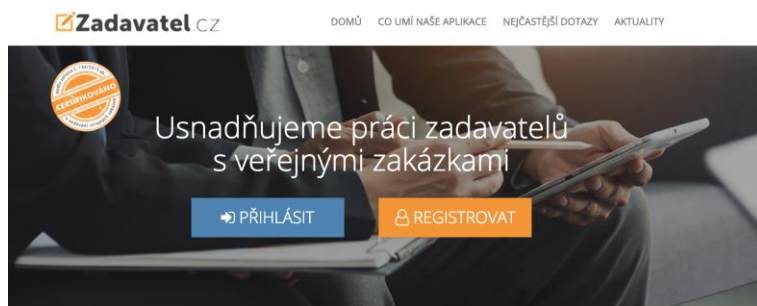 Zadavatel.cz
DOMŮ CO UMÍ NAŠE APLIKACE NEJČASTĚJŠÍ DOTAZY AKTUALITY
CERTIFIKOVÁNO
Usnadňujeme práci zadavatelů
s veřejnými zakázkami
PŘIHLÁSIT
REGISTROVAT